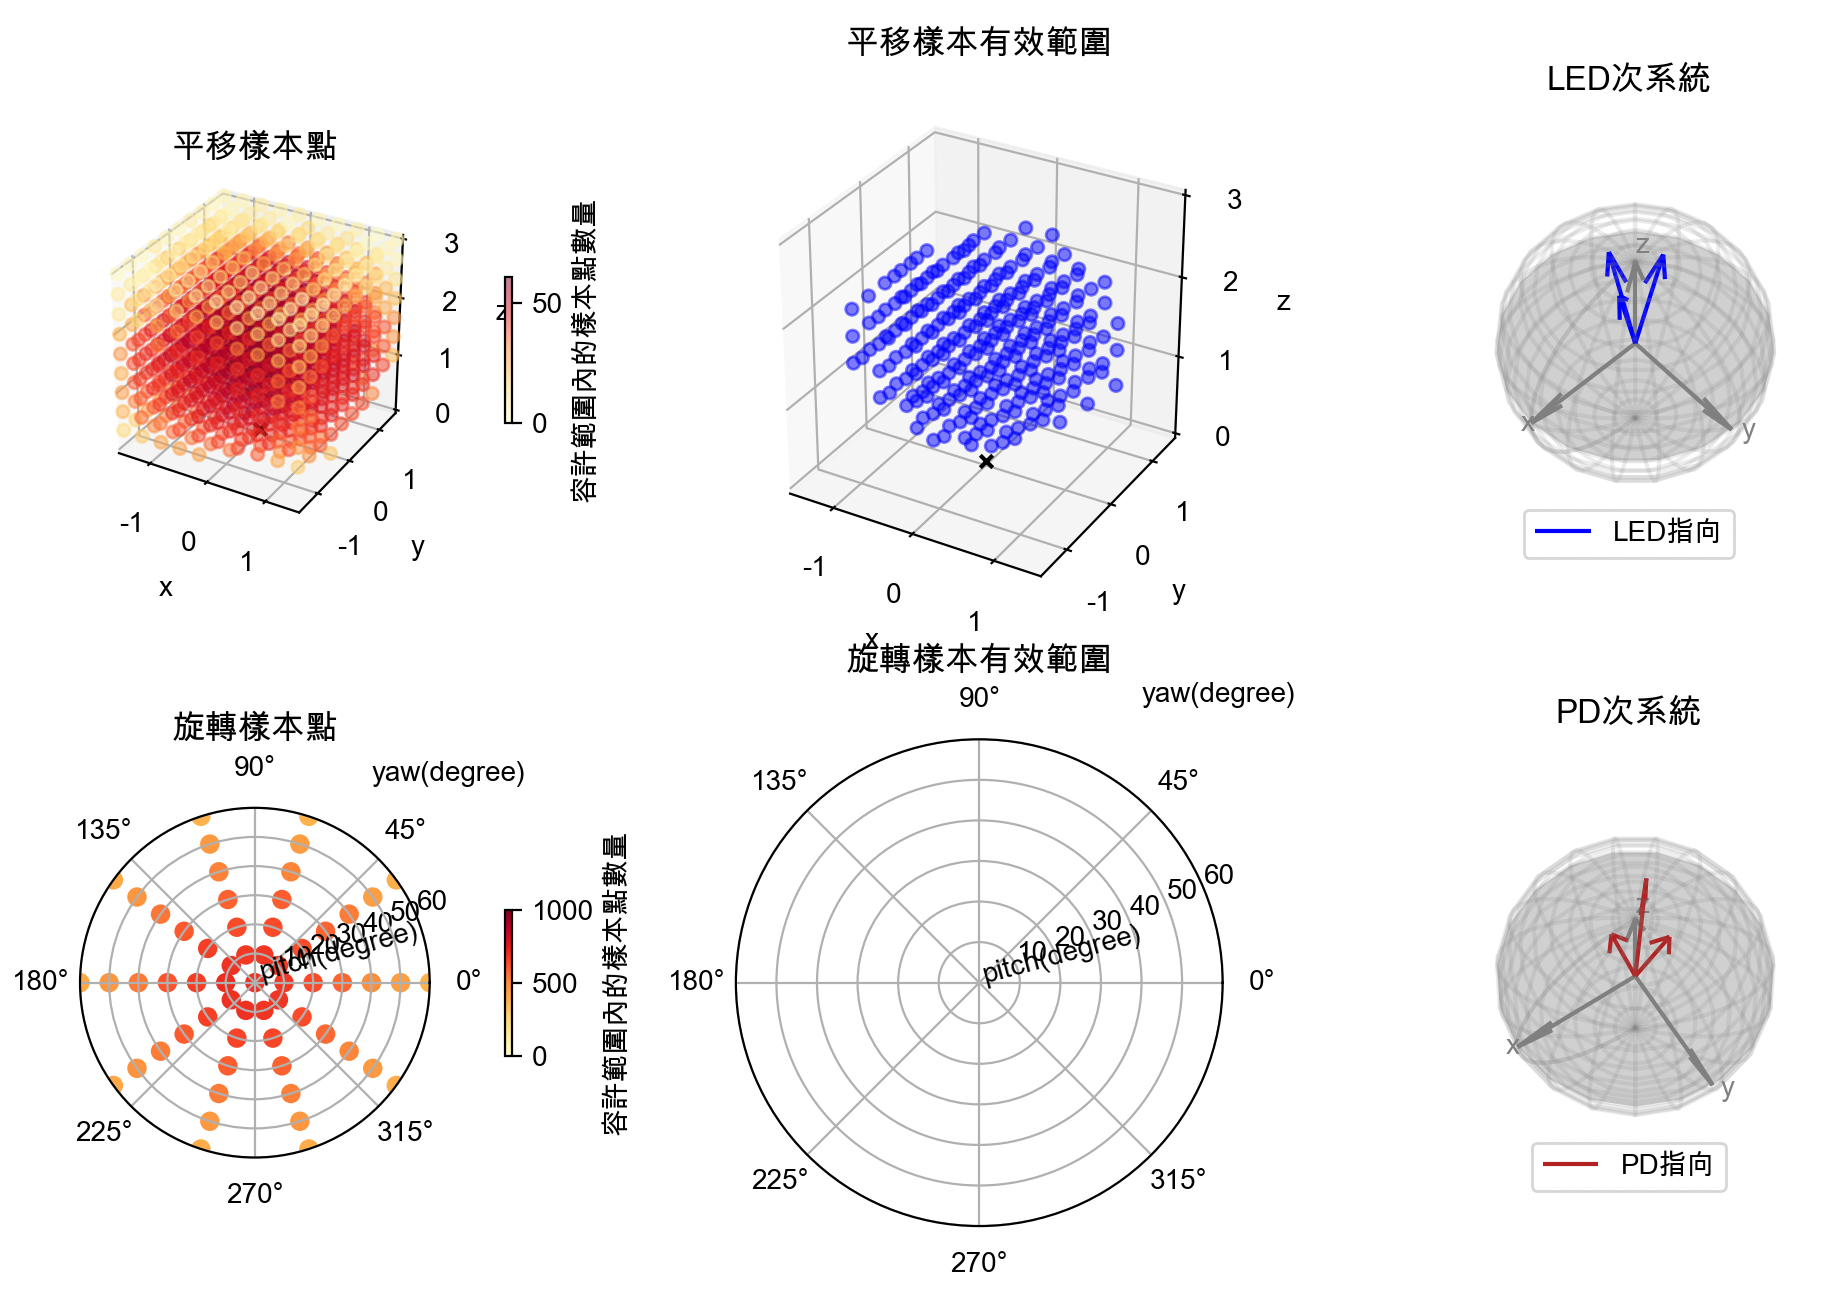 平移樣本點
3
2
1
0
-1
0
1
-1
0
1
x
y
z
50
0
容許範圍內的樣本點數量
平移樣本有效範圍
3
2
1
0
z
-1
0
1
-1
0
1
x
y
LED次系統
z
x
y
LED指向
旋轉樣本點
yaw(degree)
90°
135°
45°
180°
0°
225°
315°
270°
10
20
30
40
50
60
pitch(degree)
1000
500
0
容許範圍內的樣本點數量
旋轉樣本有效範圍
yaw(degree)
90°
135°
45°
180°
0°
225°
315°
270°
10
20
30
40
50
60
pitch(degree)
PD次系統
z
x
y
PD指向